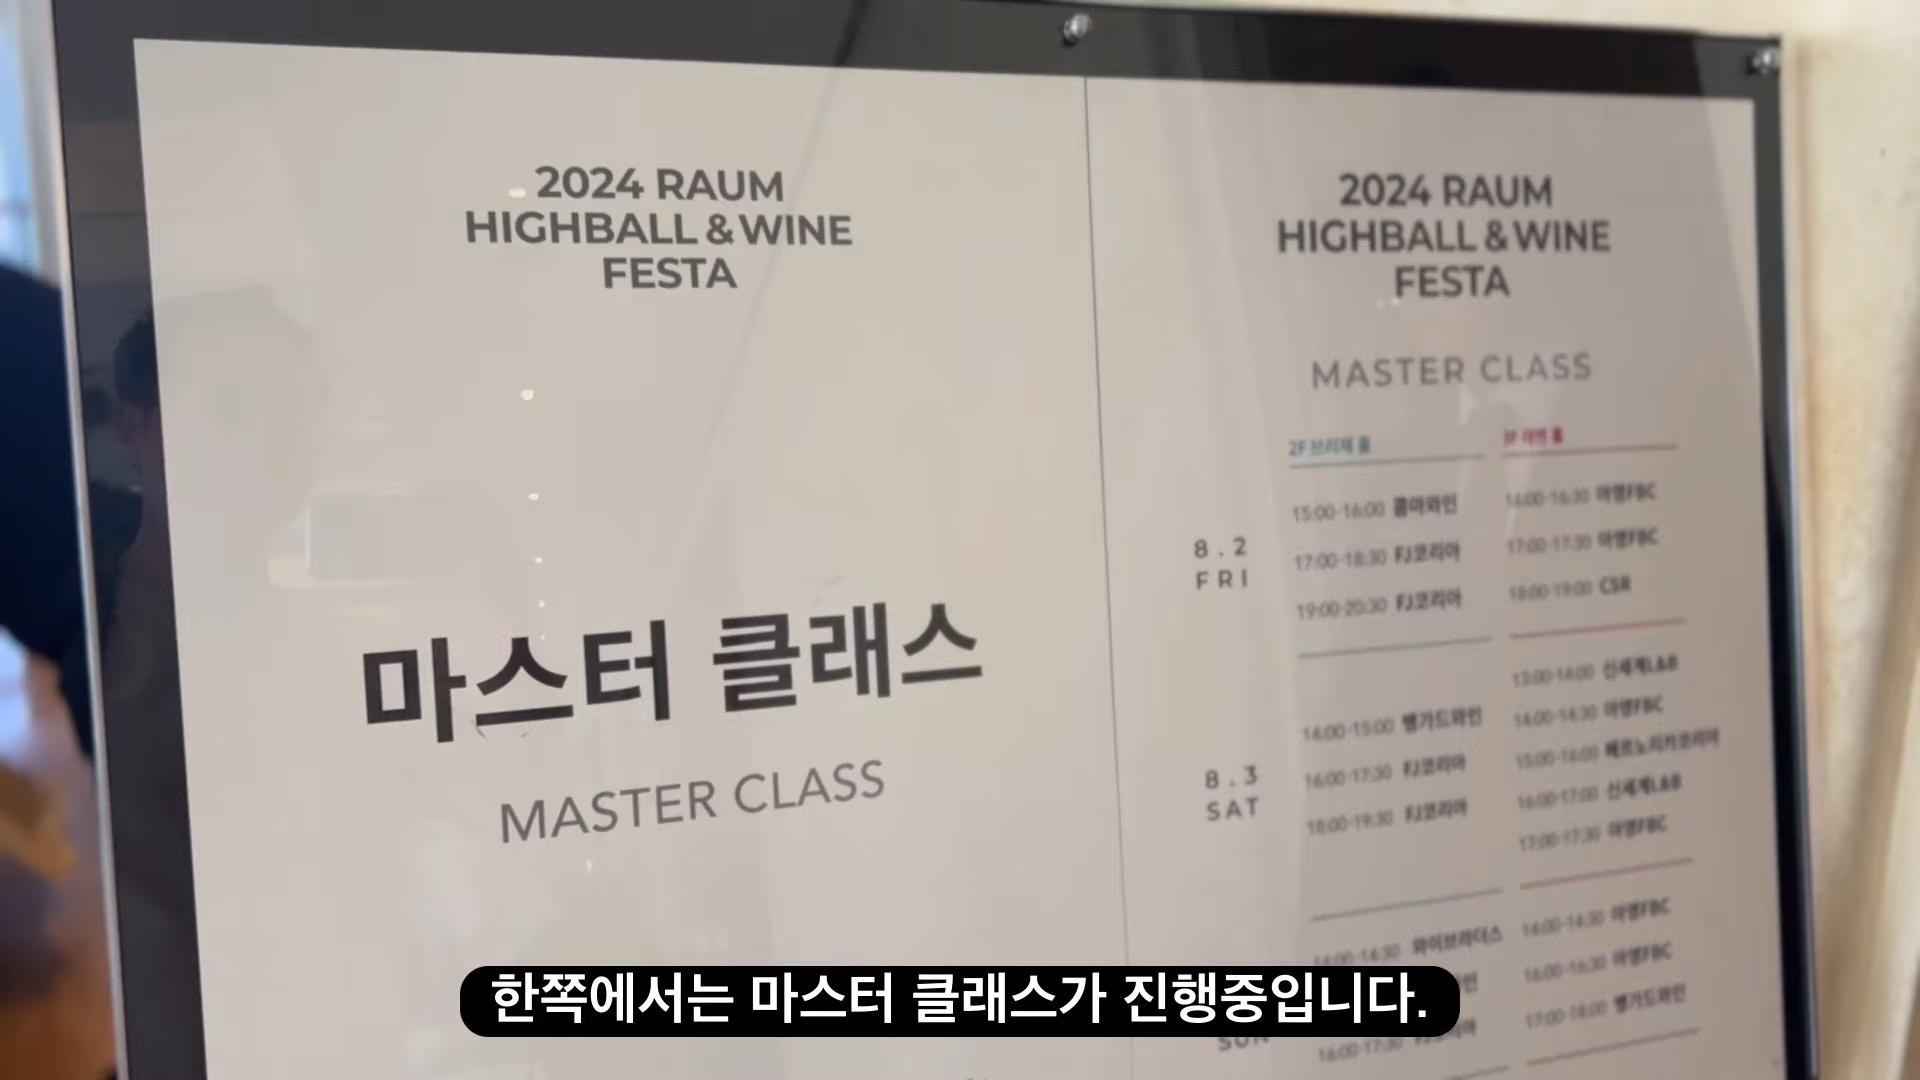 2024 RAUM
HIGHBALL & WINE
FESTA
마스터 클래스
MASTER CLASS
2024 RAUM
HIGHBALL & WINE
FESTA
MASTER CLASS
2F 브리제 홀
홀
8.2
FRI
15:00-16:00 콤마와인
17:00-18:30 FJ코리아
19:00-20:30 FJ코리아
16:00-16:30 아영FBC
17:00-17:30 아영FBC
18:00-19:00 CSR
8.3
SAT
14:00-15:00 뱅가드와인
16:00-17:30 FJ코리아
18:00-19:30 FJ코리아
13:00-14:00 신세계L&B
14:00-14:30 아영FBC
15:00-16:00 페르노리카코리아
16:00-17:00 신세계L&B
17:00-17:30 아영FBC
SUN
14:00-14:30 와이브라더스
16:00-17:30
14:00-14:30 아영FBC
16:00-16:30 아영FBC
17:00-18:00 뱅가드와인
한쪽에서는 마스터 클래스가 진행중입니다.